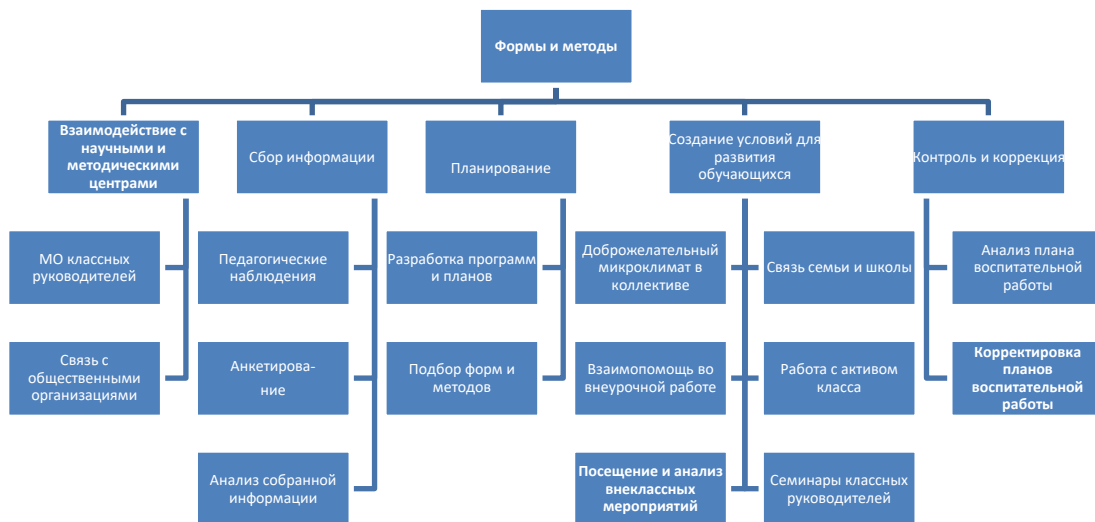 Формы и методы
Взаимодействие с
научными и
методическими
центрами
Сбор информации
Планирование
Создание условий для
развития
обучающихся
Контроль и коррекция
МО классных
руководителей
Педагогические
наблюдения
Разработка программ
и планов
Доброжелательный
микроклимат в
коллективе
Связь семьи и школы
Анализ плана
воспитательной
работы
Связь с
общественными
организациями
Анкетирова-
ние
Подбор форм и
методов
Взаимопомощь во
внеурочной работе
Работа с активом
класса
Корректировка
планов
воспитательной
работы
Анализ собранной
информации
Посещение и анализ
внеклассных
мероприятий
Семинары классных
руководителей